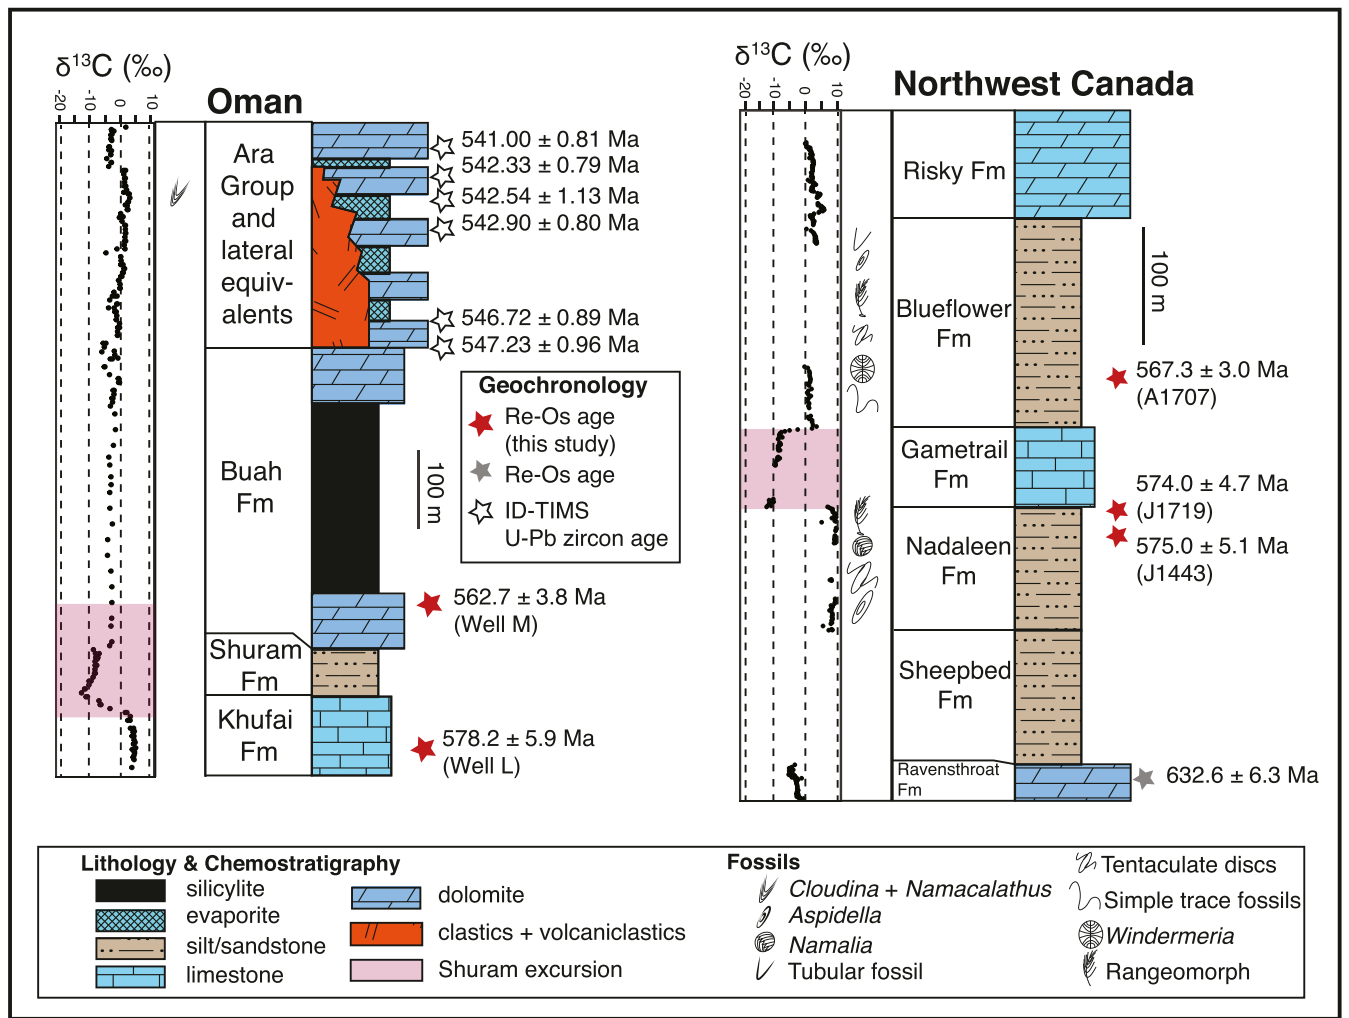 δ13C (‰)
-20 -10 0 10
Oman
Ara
Group
and
lateral
equiv-
alents
541.00 ± 0.81 Ma
542.33 ± 0.79 Ma
542.54 ± 1.13 Ma
542.90 ± 0.80 Ma
546.72 ± 0.89 Ma
547.23 ± 0.96 Ma
Buah
Fm
100 m
Geochronology
Re-Os age
(this study)
Re-Os age
ID-TIMS
U-Pb zircon age
562.7 ± 3.8 Ma
(Well M)
Shuram
Fm
Khufai
Fm
578.2 ± 5.9 Ma
(Well L)
δ13C (‰)
-20 -10 0 10
Northwest Canada
Risky Fm
Blueflower
Fm
100 m
567.3 ± 3.0 Ma
(A1707)
Gametrail
Fm
574.0 ± 4.7 Ma
(J1719)
Nadaleen
Fm
575.0 ± 5.1 Ma
(J1443)
Sheepbed
Fm
Ravensthroat
Fm
632.6 ± 6.3 Ma
Lithology & Chemostratigraphy
silicylite
evaporite
silt/sandstone
limestone
dolomite
clastics + volcaniclastics
Shuram excursion
Fossils
Cloudina + Namacalathus
Aspidella
Namalia
Tubular fossil
Tentaculate discs
Simple trace fossils
Windermeria
Rangeomorph